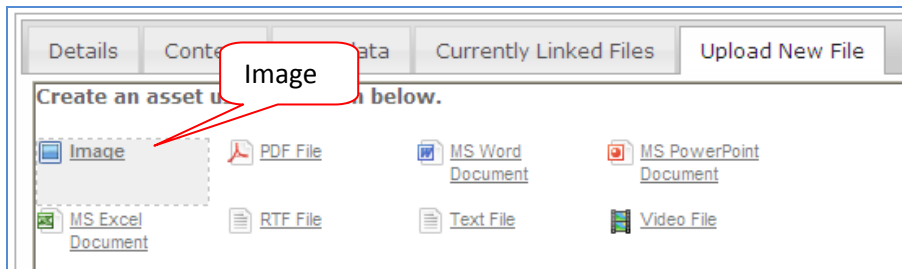 Details
Conte
data
Currently Linked Files
Upload New File
Image
Create an asset u
n below.
Image
PDF File
MS Word
Document
MS PowerPoint
Document
MS Excel
Document
RTF File
Text File
Video File